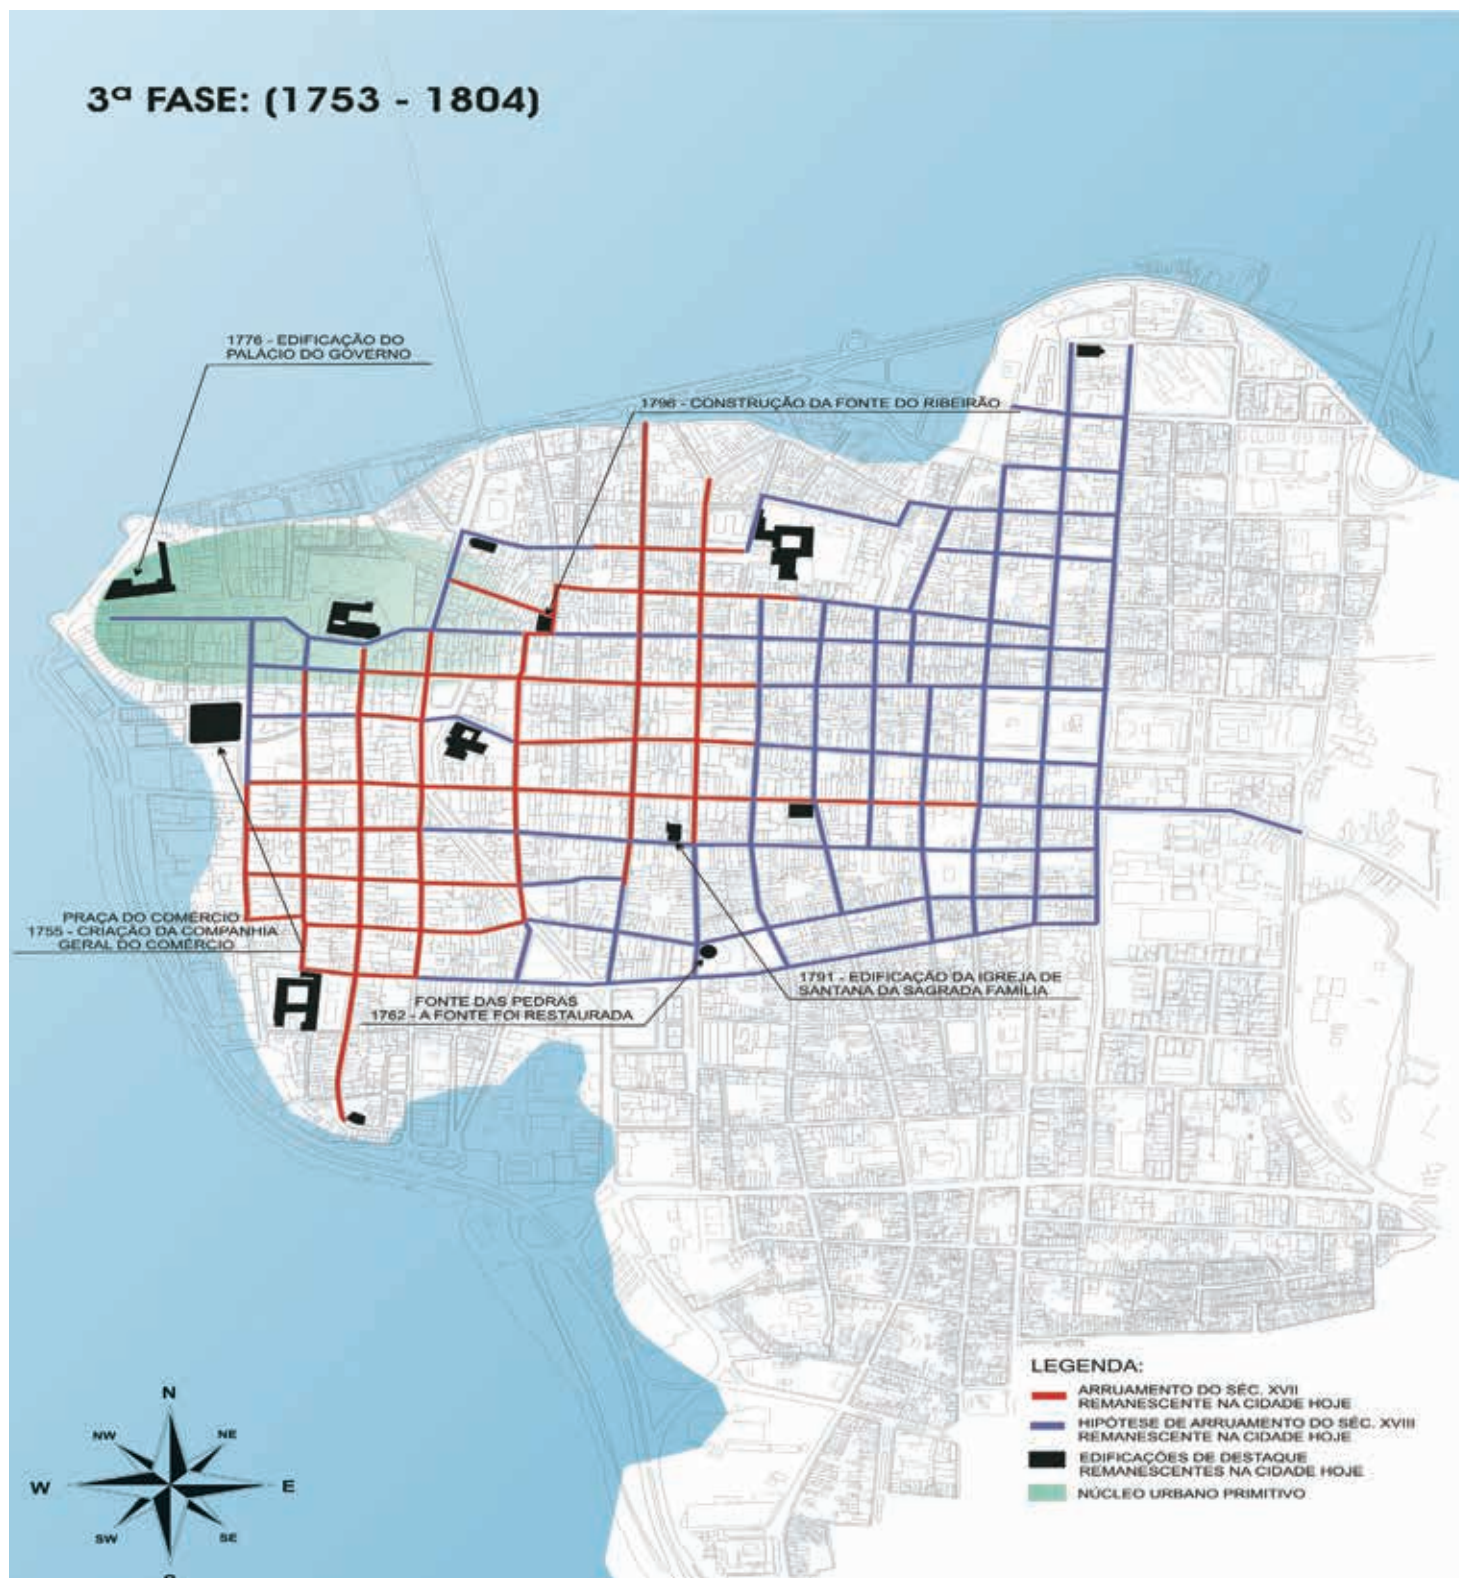 3ª FASE: (1753 - 1804)
1776 - EDIFICAÇÃO DO
PALÁCIO DO GOVERNO
1796 - CONSTRUÇÃO DA FONTE DO RIBEIRÃO
PRAÇA DO COMÉRCIO
1755 - CRIAÇÃO DA COMPANHIA
GERAL DO COMÉRCIO
1791 - EDIFICAÇÃO DA IGREJA DE
SANTANA DA SAGRADA FAMÍLIA
FONTE DAS PEDRAS
1762 - A FONTE FOI RESTAURADA
LEGENDA:
ARRUAMENTO DO SÉC. XVII
REMANESCENTE NA CIDADE HOJE
HIPÓTESE DE ARRUAMENTO DO SÉC. XVIII
REMANESCENTE NA CIDADE HOJE
EDIFICAÇÕES DE DESTAQUE
REMANESCENTES NA CIDADE HOJE
NÚCLEO URBANO PRIMITIVO
N
NW
NE
W
E
SW
SE